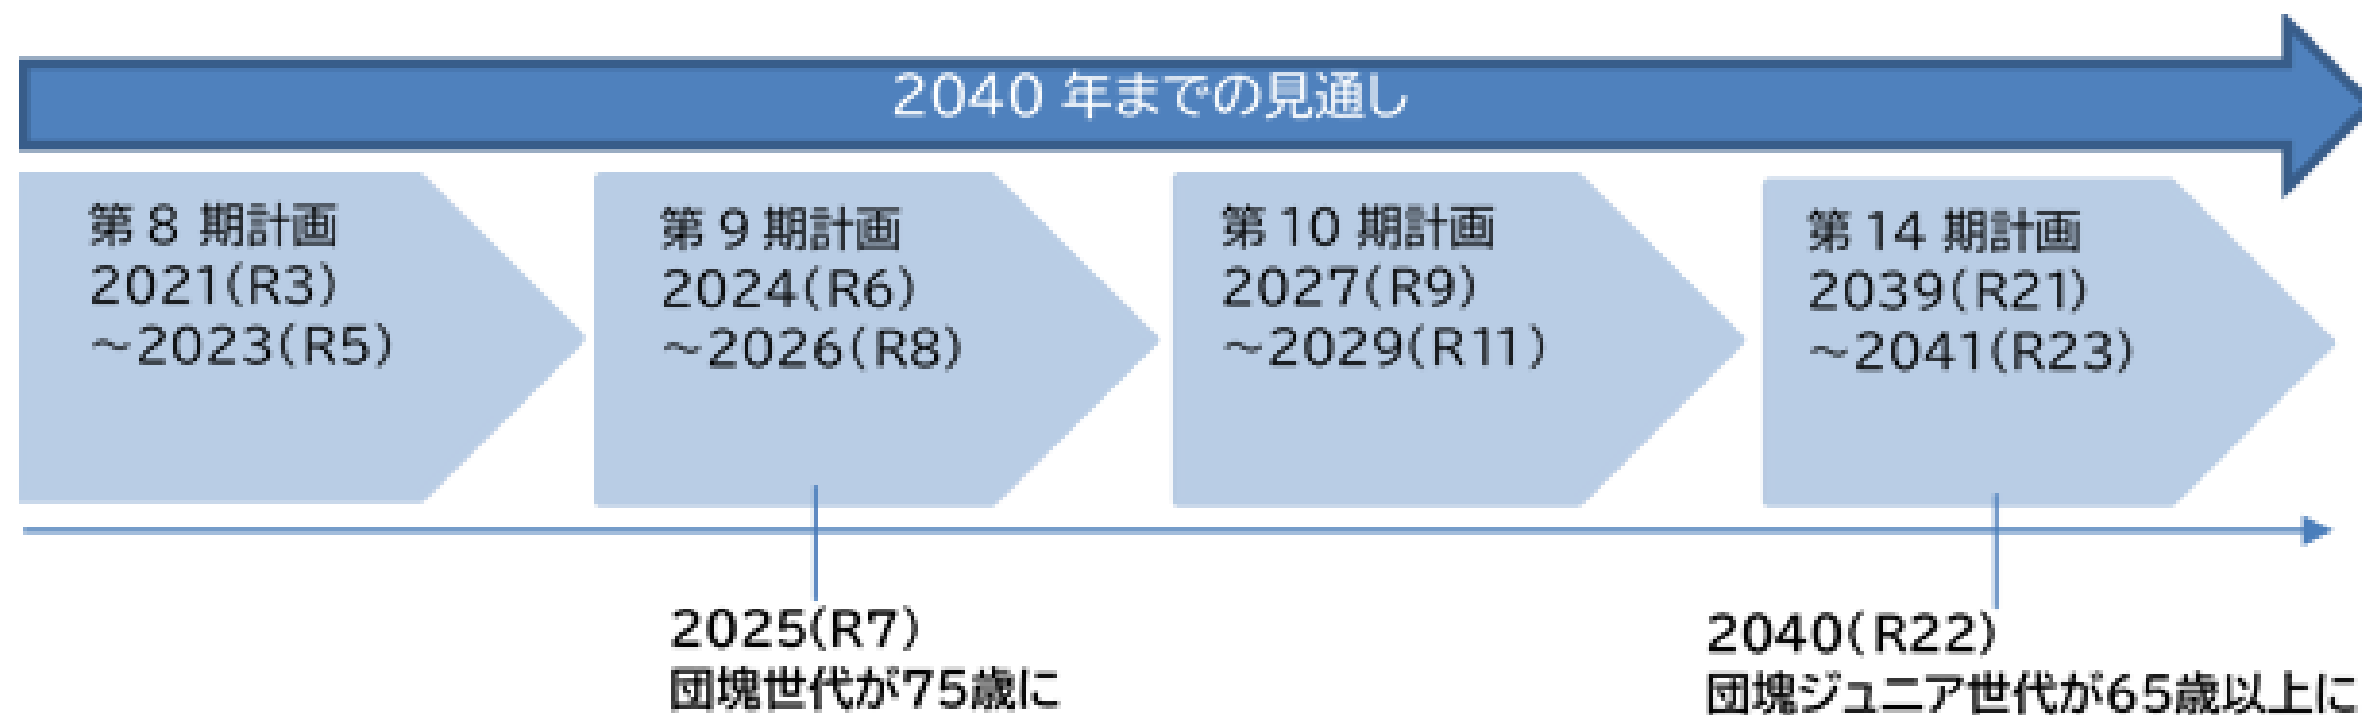 2040 年までの見通し
第 8 期計画
2021(R3)
～2023(R5)
第 9 期計画
2024(R6)
～2026(R8)
第 10 期計画
2027(R9)
～2029(R11)
第 14 期計画
2039(R21)
～2041(R23)
2025(R7)
団塊世代が75歳に
2040(R22)
団塊ジュニア世代が65歳以上に